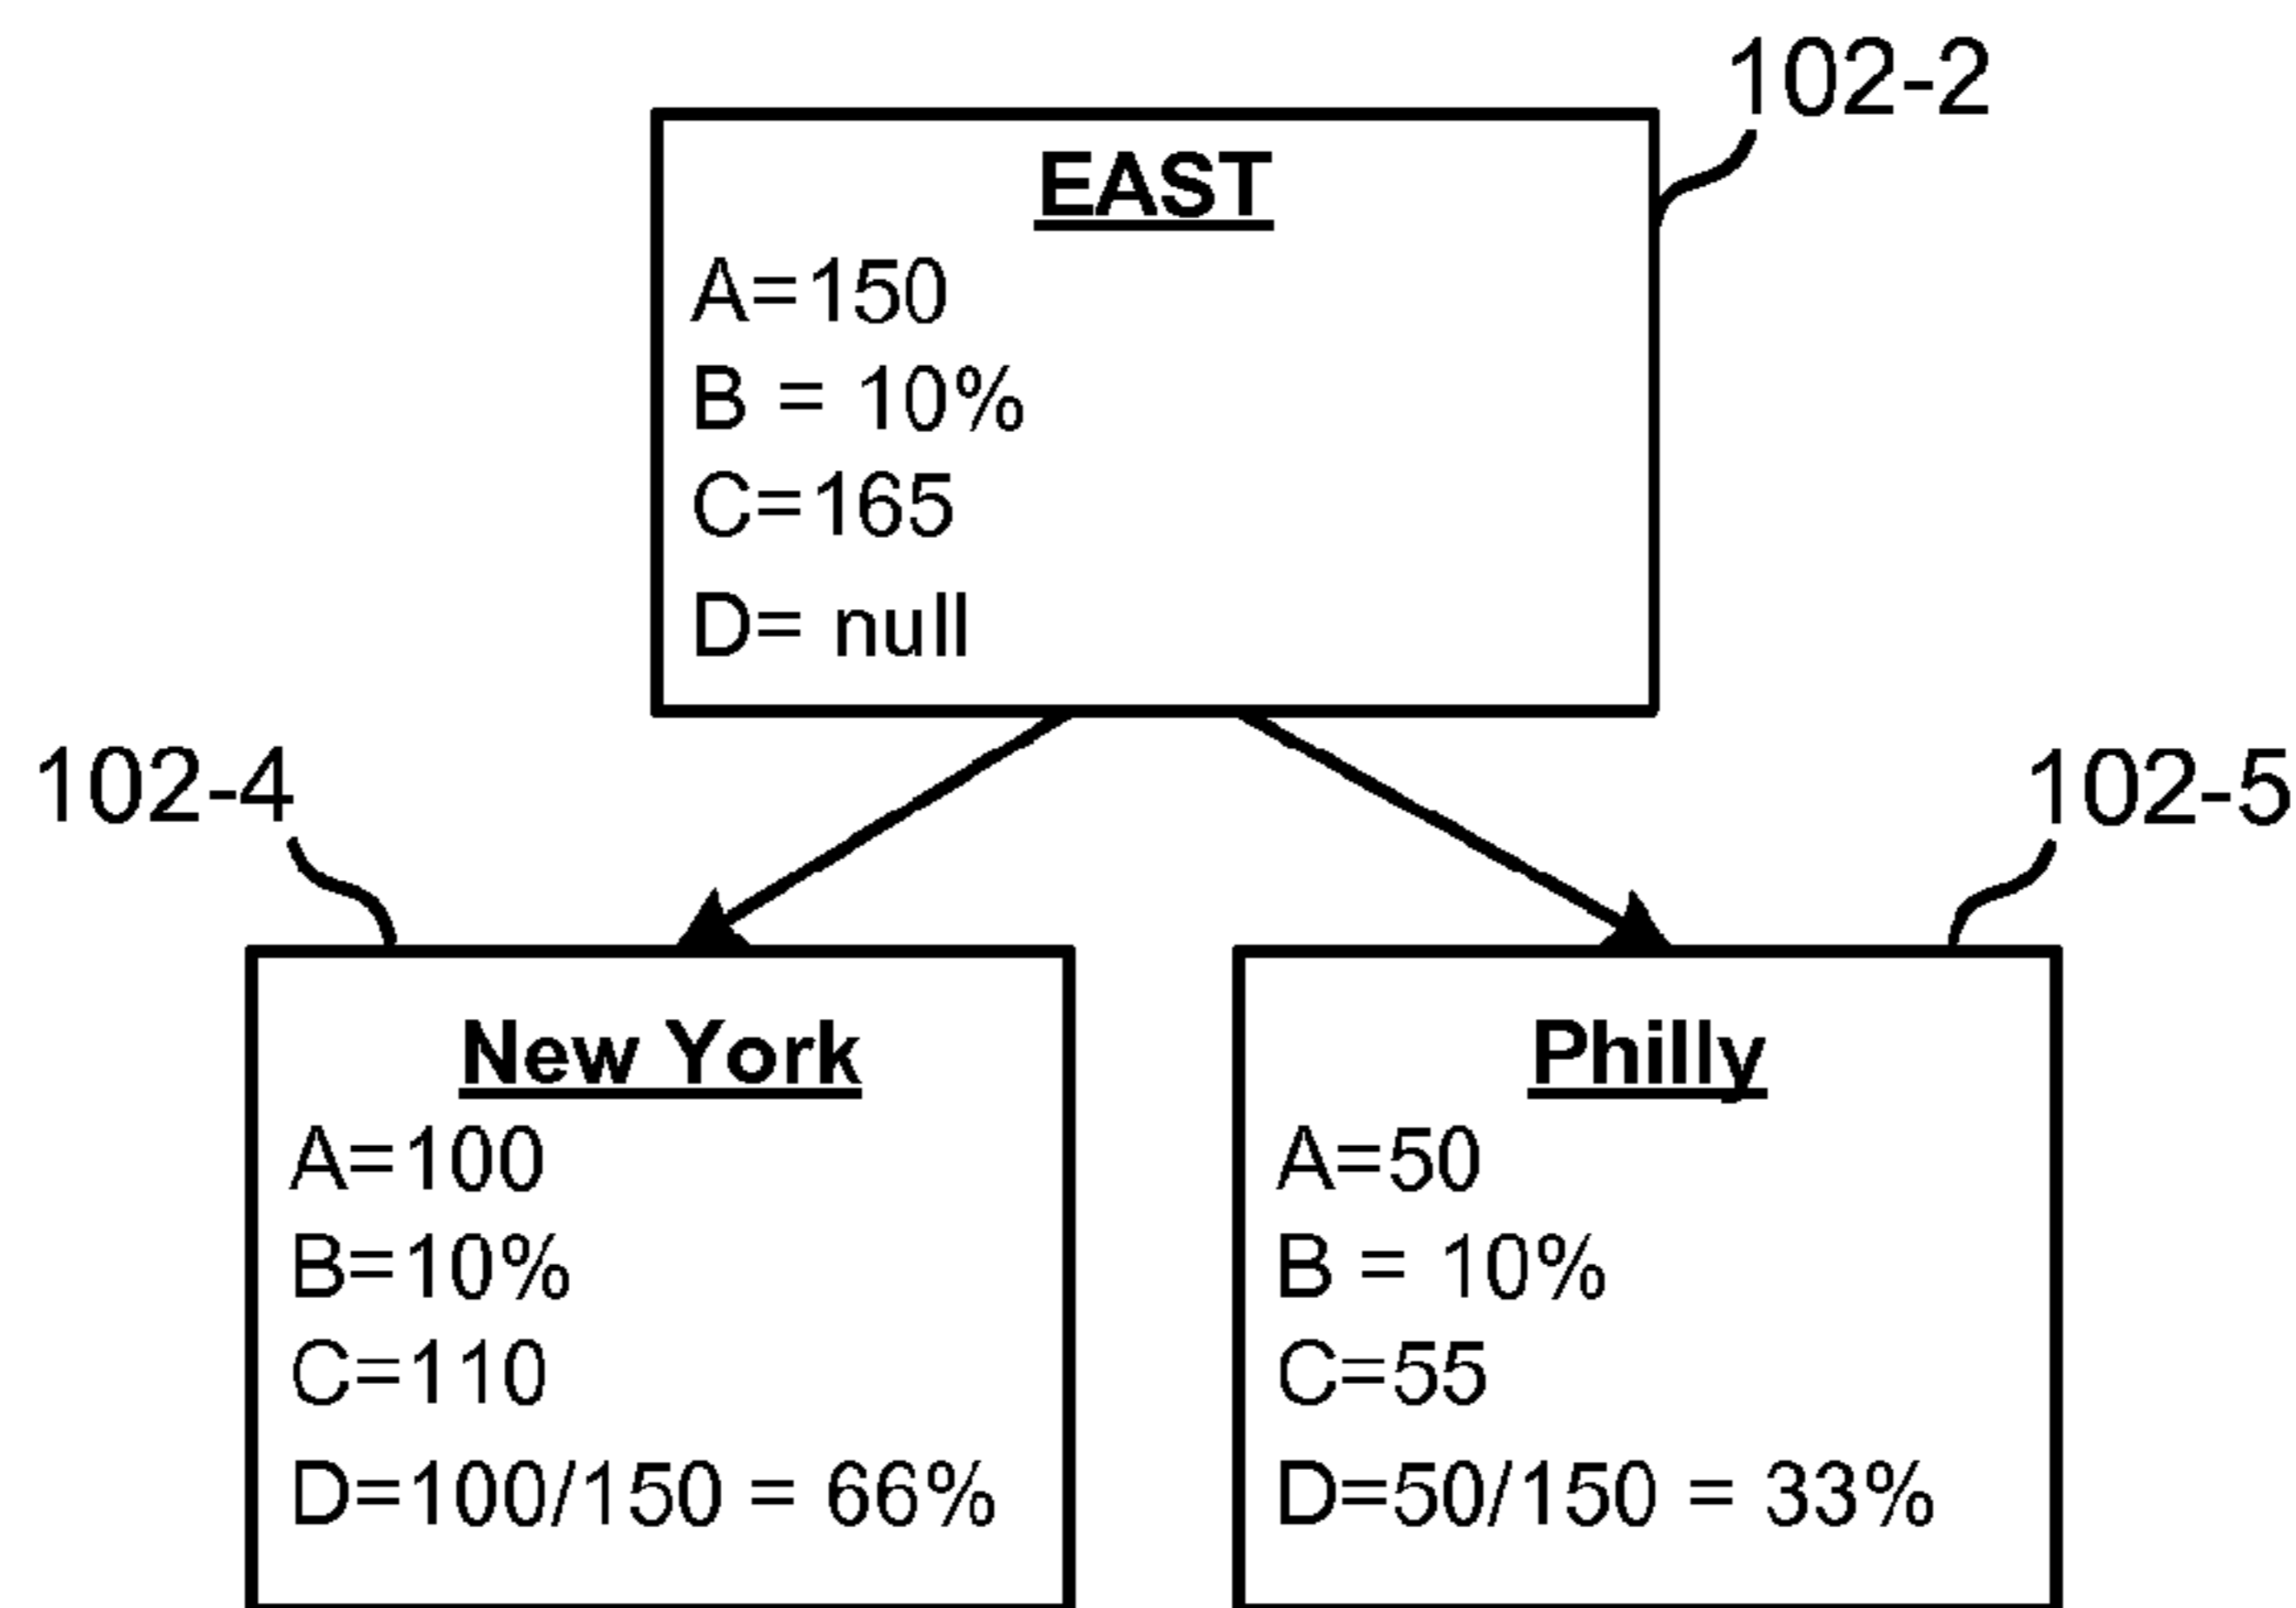 102-2
EAST
A=150
B = 10%
C=165
D= null
102-4
102-5
New York
A=100
B=10%
C=110
D=100/150 = 66%
Philly
A=50
B = 10%
C=55
D=50/150 = 33%